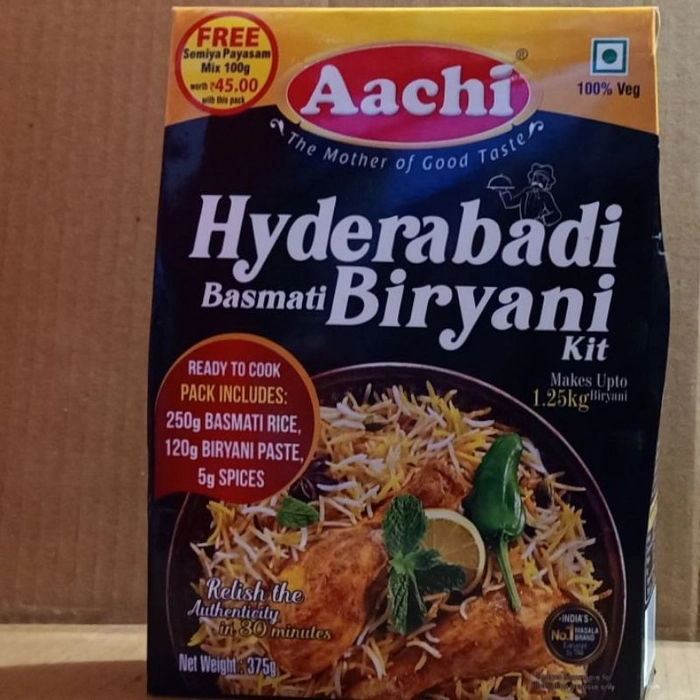 FREE
Semiya Payasam
Mix 100g
worth ₹45.00
with this pack
Aachi®
The Mother of Good Taste
100% Veg
Hyderabadi
Basmati Biryani
Kit
Makes Upto
1.25kg Biryani
READY TO COOK
PACK INCLUDES:
250g BASMATI RICE,
120g BIRYANI PASTE,
5g SPICES
Relish the
Authenticity
in 30 minutes
INDIA'S
No.1 MASALA
BRAND
Net Weight: 375g